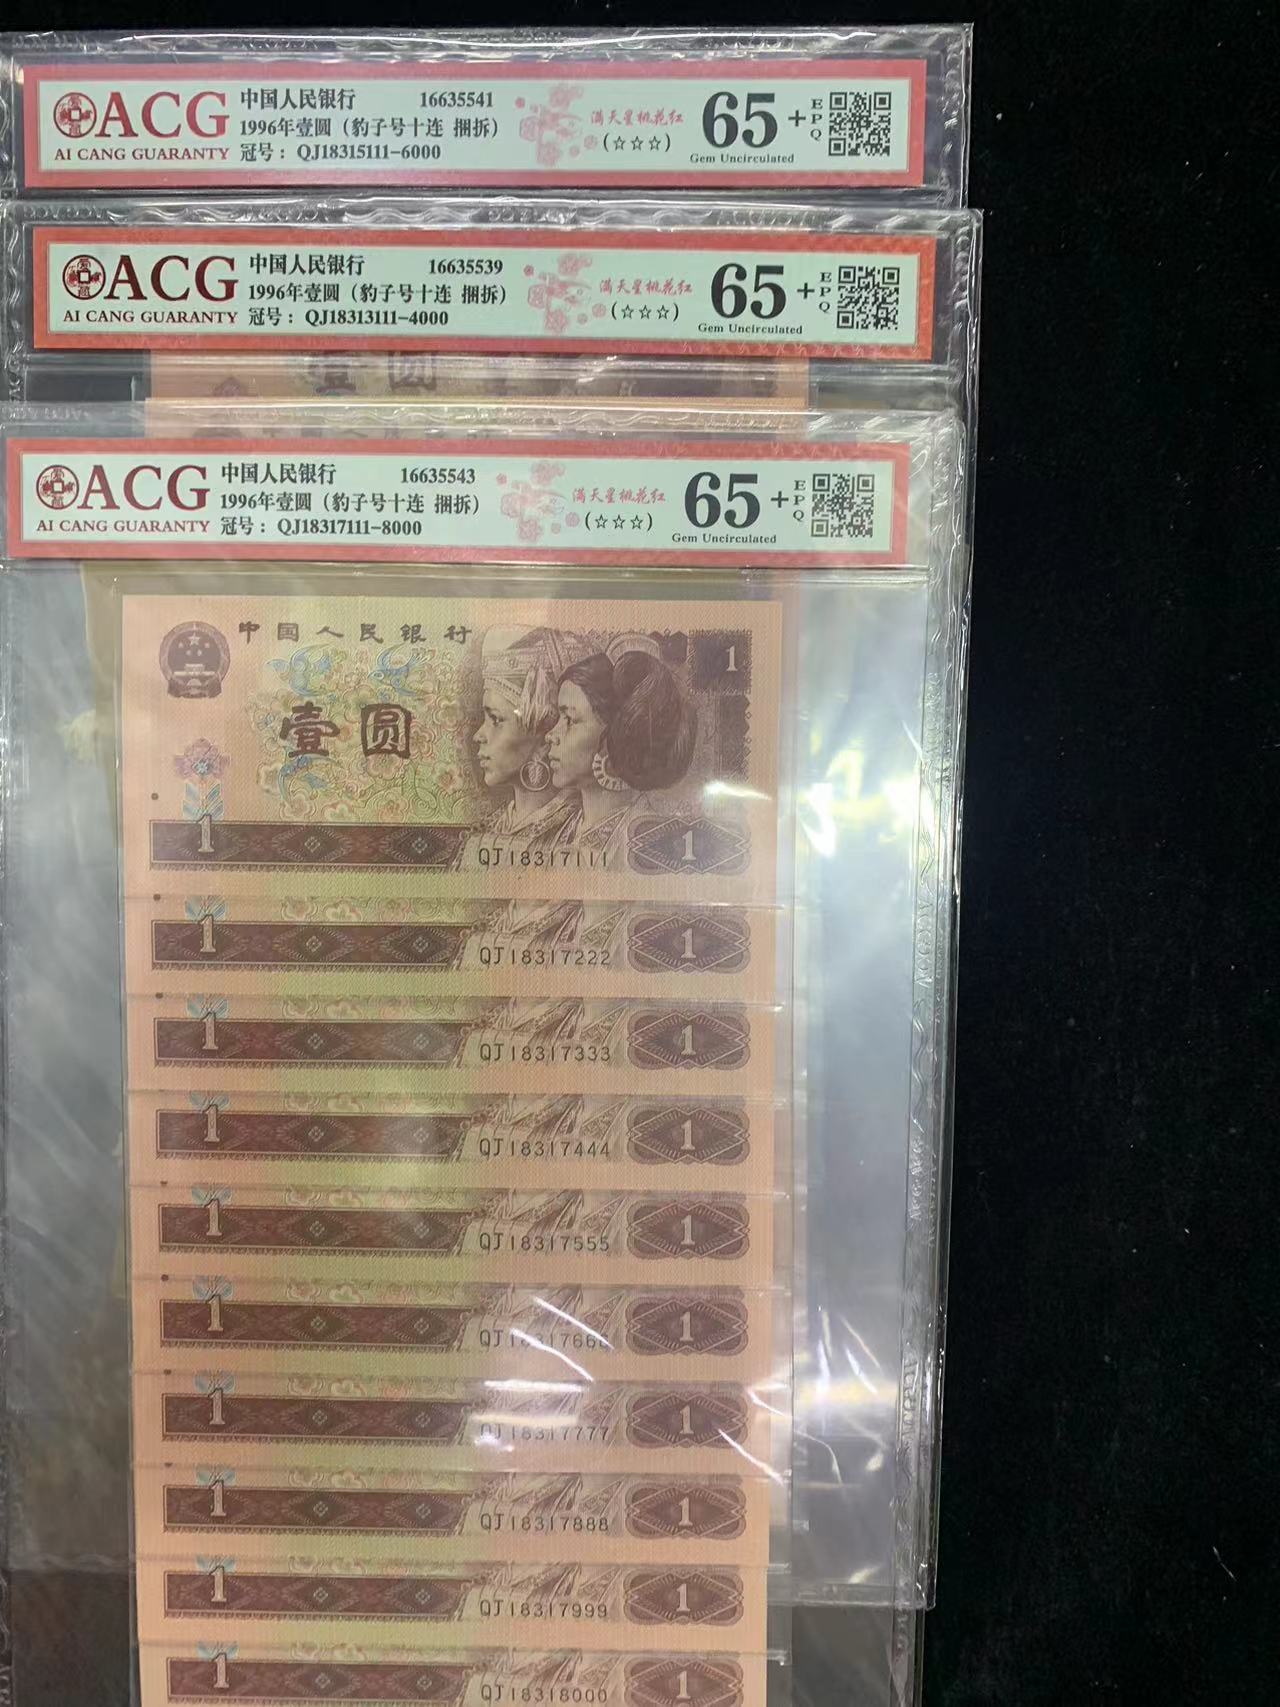 ACG
AI CANG GUARANTY
中国人民银行 16635541
1996年壹圆（豹子号十连 捆拆）
冠号： QJ18315111-6000
满天星桃花红
(☆☆☆)
65+
EPQ
Gem Uncirculated
ACG
AI CANG GUARANTY
中国人民银行 16635539
1996年壹圆（豹子号十连 捆拆）
冠号： QJ18313111-4000
满天星桃花红
(☆☆☆)
65+
EPQ
Gem Uncirculated
壹圆
ACG
AI CANG GUARANTY
中国人民银行 16635543
1996年壹圆（豹子号十连 捆拆）
冠号： QJ18317111-8000
满天星桃花红
(☆☆☆)
65+
EPQ
Gem Uncirculated
中国人民银行
1
壹圆
1 QJ18317111 1
1 QJ18317222 1
1 QJ18317333 1
1 QJ18317444 1
1 QJ18317555 1
1 QJ18317666 1
1 QJ18317777 1
1 QJ18317888 1
1 QJ18317999 1
1 QJ18318000 1